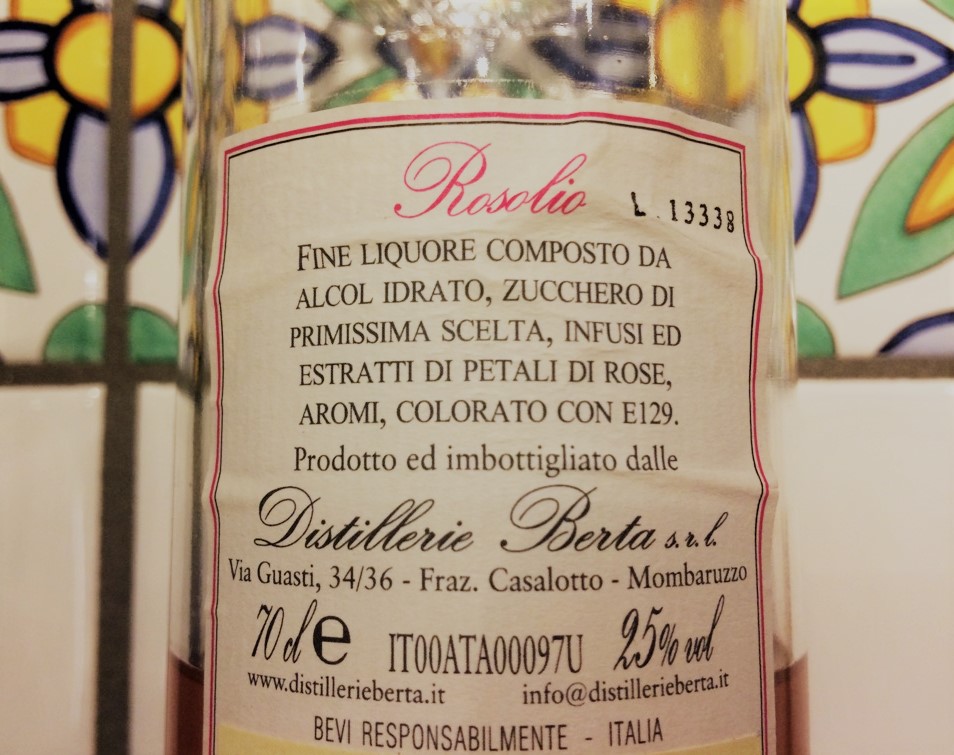 Rosolio
L.13338
FINE LIQUORE COMPOSTO DA
ALCOL IDRATO, ZUCCHERO DI
PRIMISSIMA SCELTA, INFUSI ED
ESTRATTI DI PETALI DI ROSE,
AROMI, COLORATO CON E129.
Prodotto ed imbottigliato dalle
Distillerie Berta s.r.l.
Via Guasti, 34/36 - Fraz. Casalotto - Mombaruzzo
70 cl e IT00ATA00097U 25% vol
www.distillerieberta.it info@distillerieberta.it
BEVI RESPONSABILMENTE - ITALIA